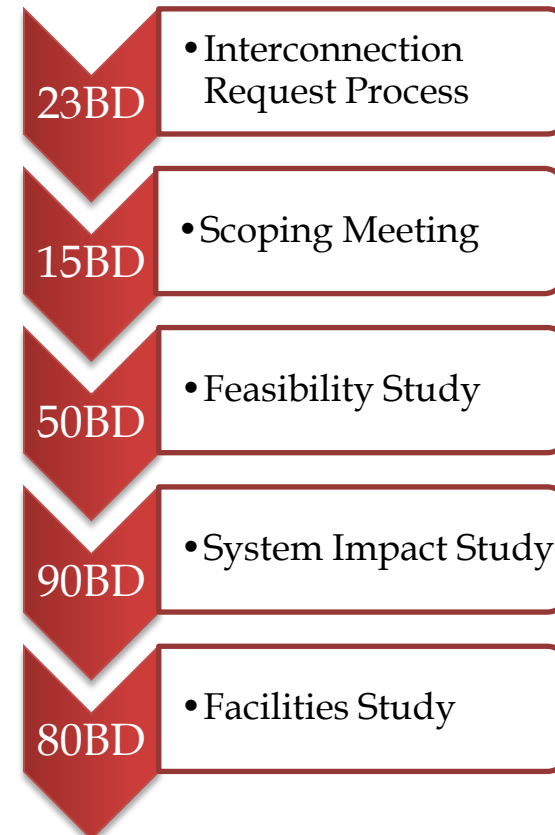 23BD
•Interconnection
Request Process
15BD
•Scoping Meeting
50BD
•Feasibility Study
90BD
•System Impact Study
80BD
•Facilities Study